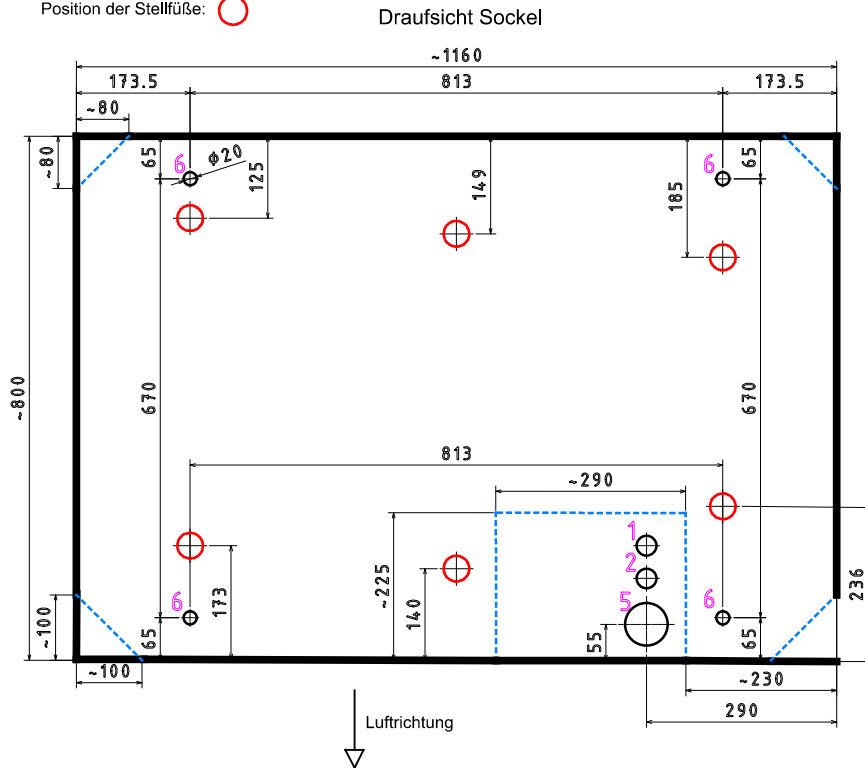 Position der Stellfüße:
Draufsicht Sockel
~1160
173.5 813 173.5
~80
~80 65 6 ϕ20 125 149 185 6 65
~800 670 670
813
~290
1
2
~225
5
236
~100 6 65 173 140 55 6 65
~100
~230
290
Luftrichtung